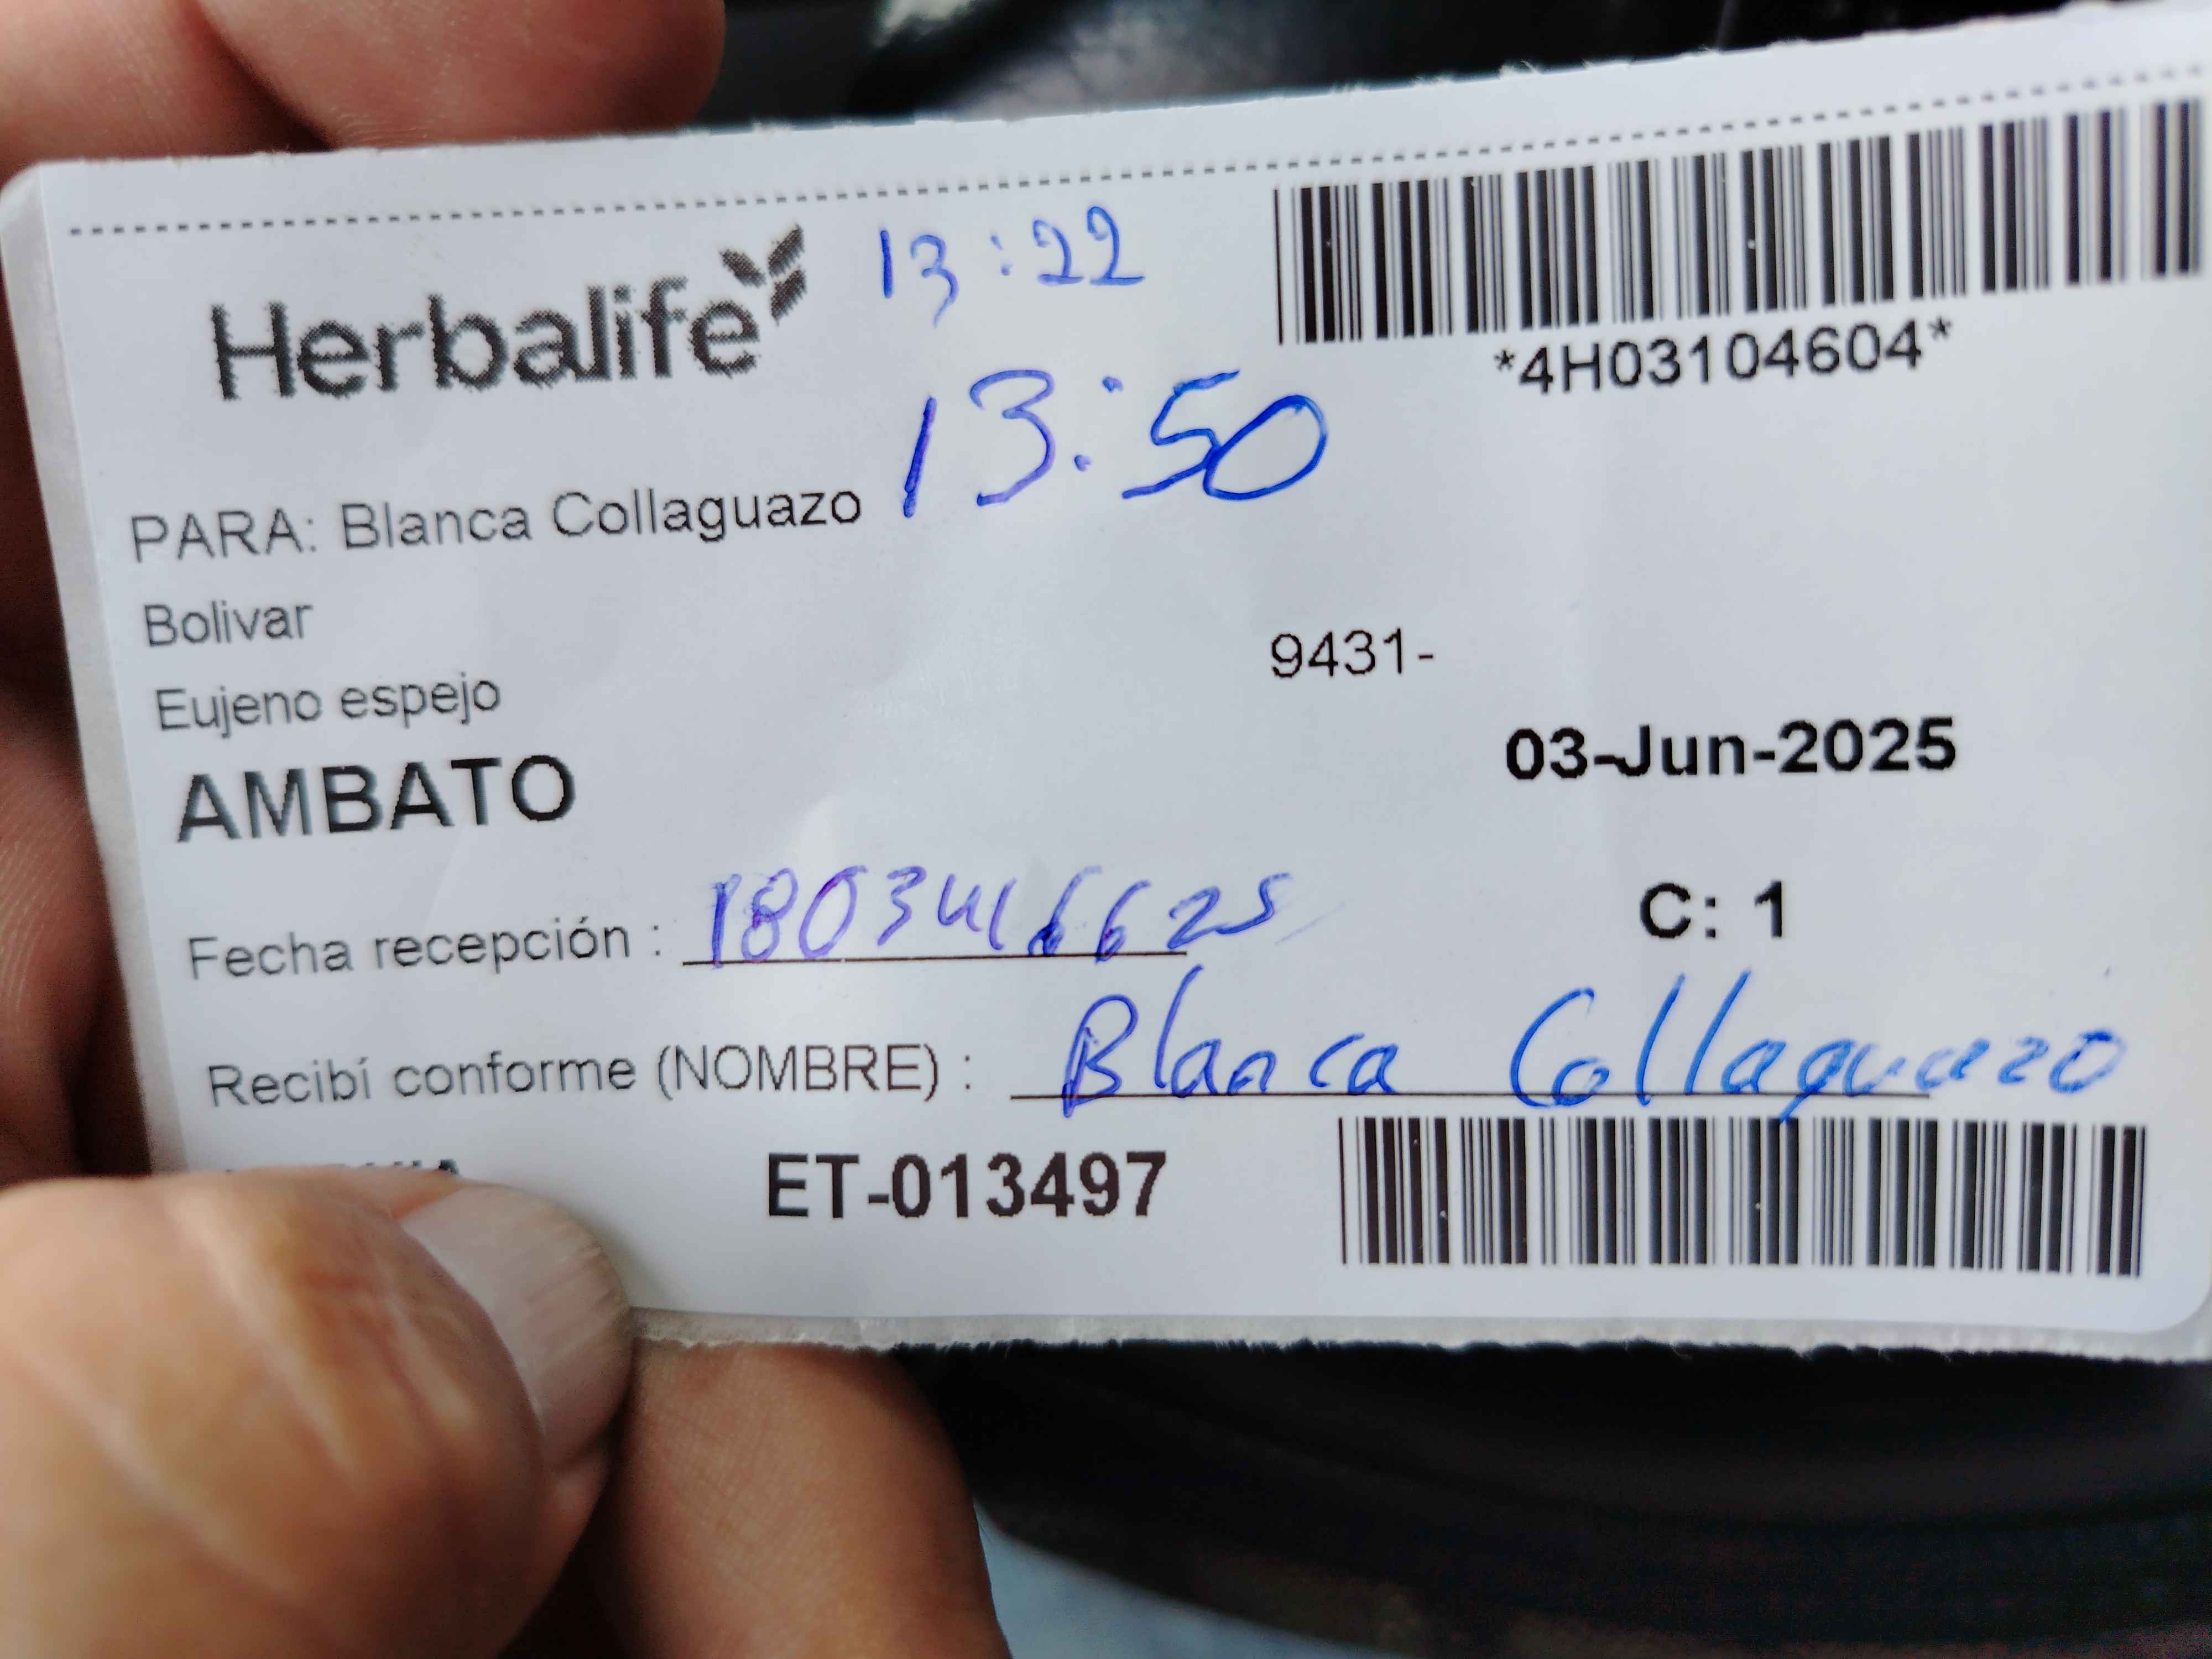 Herbalife
13:22
13:50
*4H03104604*
PARA: Blanca Collaguazo
Bolivar
9431-
Eujeno espejo
03-Jun-2025
AMBATO
C: 1
Fecha recepción : 1803416625
Recibí conforme (NOMBRE) : Blanca Collaguazo
ET-013497